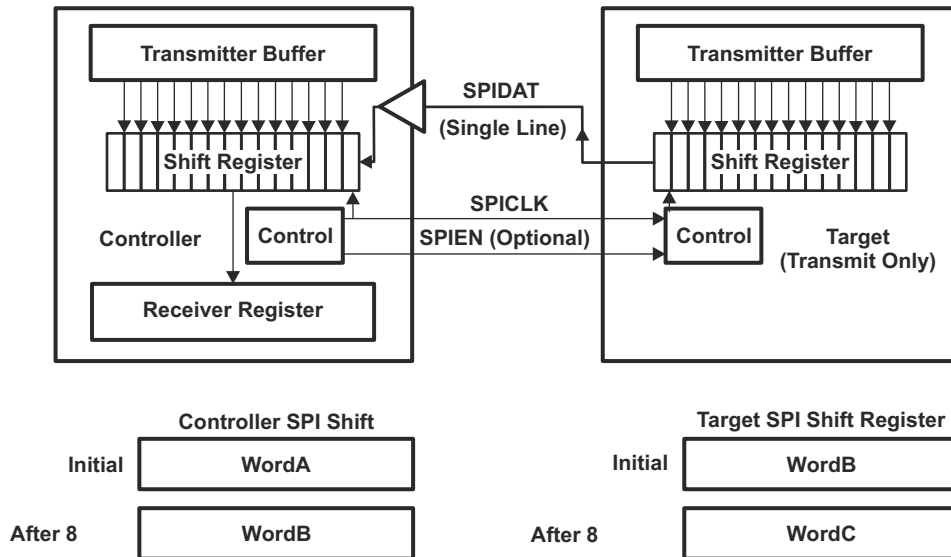 Transmitter Buffer
Transmitter Buffer
SPIDAT
(Single Line)
Shift Register
Shift Register
SPICLK
Controller
Control
SPIEN (Optional)
Control
Target
(Transmit Only)
Receiver Register
Controller SPI Shift
Target SPI Shift Register
Initial
WordA
Initial
WordB
After 8
WordB
After 8
WordC